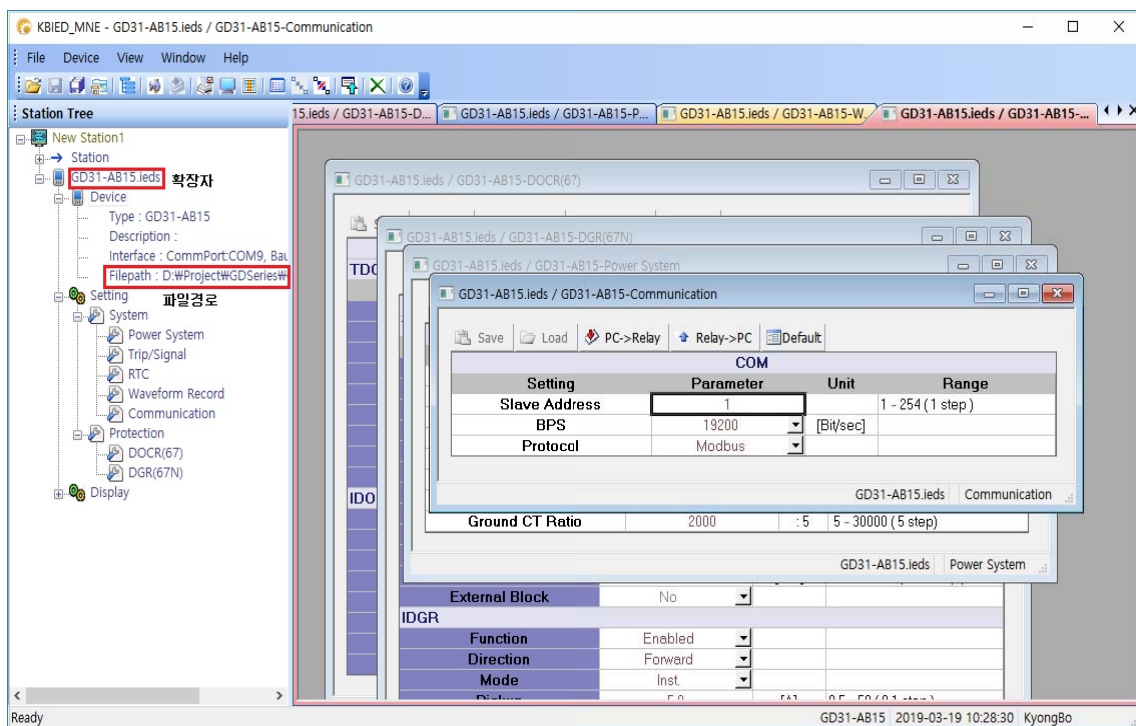 KBIED_MNE - GD31-AB15.ieds / GD31-AB15-Communication
File Device View Window Help
Station Tree
15.ieds / GD31-AB15-D... GD31-AB15.ieds / GD31-AB15-P... GD31-AB15.ieds / GD31-AB15-W... GD31-AB15.ieds / GD31-AB15-...
New Station1
Station
GD31-AB15.ieds 확장자
Device
Type : GD31-AB15
Description :
Interface : CommPort:COM9, Bau
Filepath : D:₩Project₩GDSeries₩
Setting 파일경로
System
Power System
Trip/Signal
RTC
Waveform Record
Communication
Protection
DOCR(67)
DGR(67N)
Display
GD31-AB15.ieds / GD31-AB15-DOCR(67)
GD31-AB15.ieds / GD31-AB15-DGR(67N)
GD31-AB15.ieds / GD31-AB15-Power System
GD31-AB15.ieds / GD31-AB15-Communication
Save Load PC->Relay Relay->PC Default
COM
Setting Parameter Unit Range
Slave Address 1 1 - 254 ( 1 step )
BPS 19200 [Bit/sec]
Protocol Modbus
GD31-AB15.ieds Communication
Ground CT Ratio 2000 : 5 5 - 30000 ( 5 step)
GD31-AB15.ieds Power System
External Block No
IDGR
Function Enabled
Direction Forward
Mode Inst.
Ready
GD31-AB15 2019-03-19 10:28:30 KyongBo